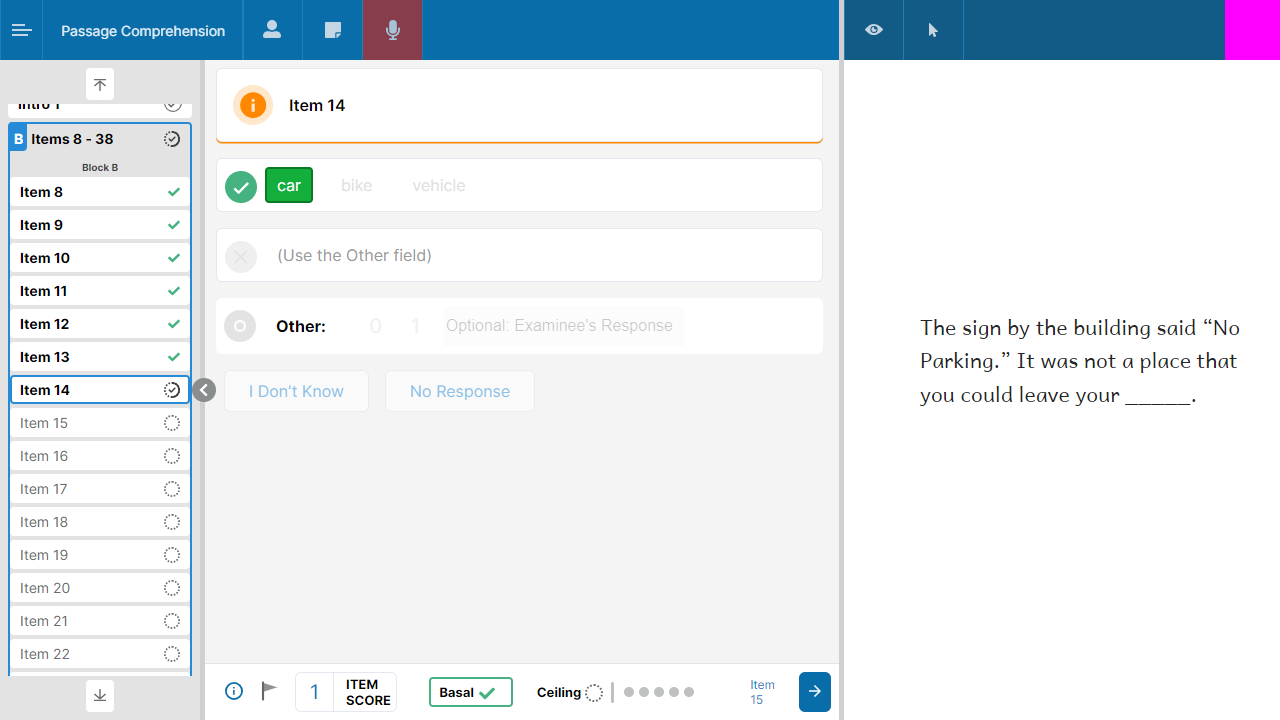 Passage Comprehension
Intro 1
B Items 8 - 38
Block B
Item 8
Item 9
Item 10
Item 11
Item 12
Item 13
Item 14
Item 15
Item 16
Item 17
Item 18
Item 19
Item 20
Item 21
Item 22
Item 14
car bike vehicle
(Use the Other field)
Other: 0 1 Optional: Examinee's Response
I Don’t Know No Response
1 ITEM SCORE
Basal
Ceiling
Item 15
The sign by the building said “No
Parking.” It was not a place that
you could leave your _____.